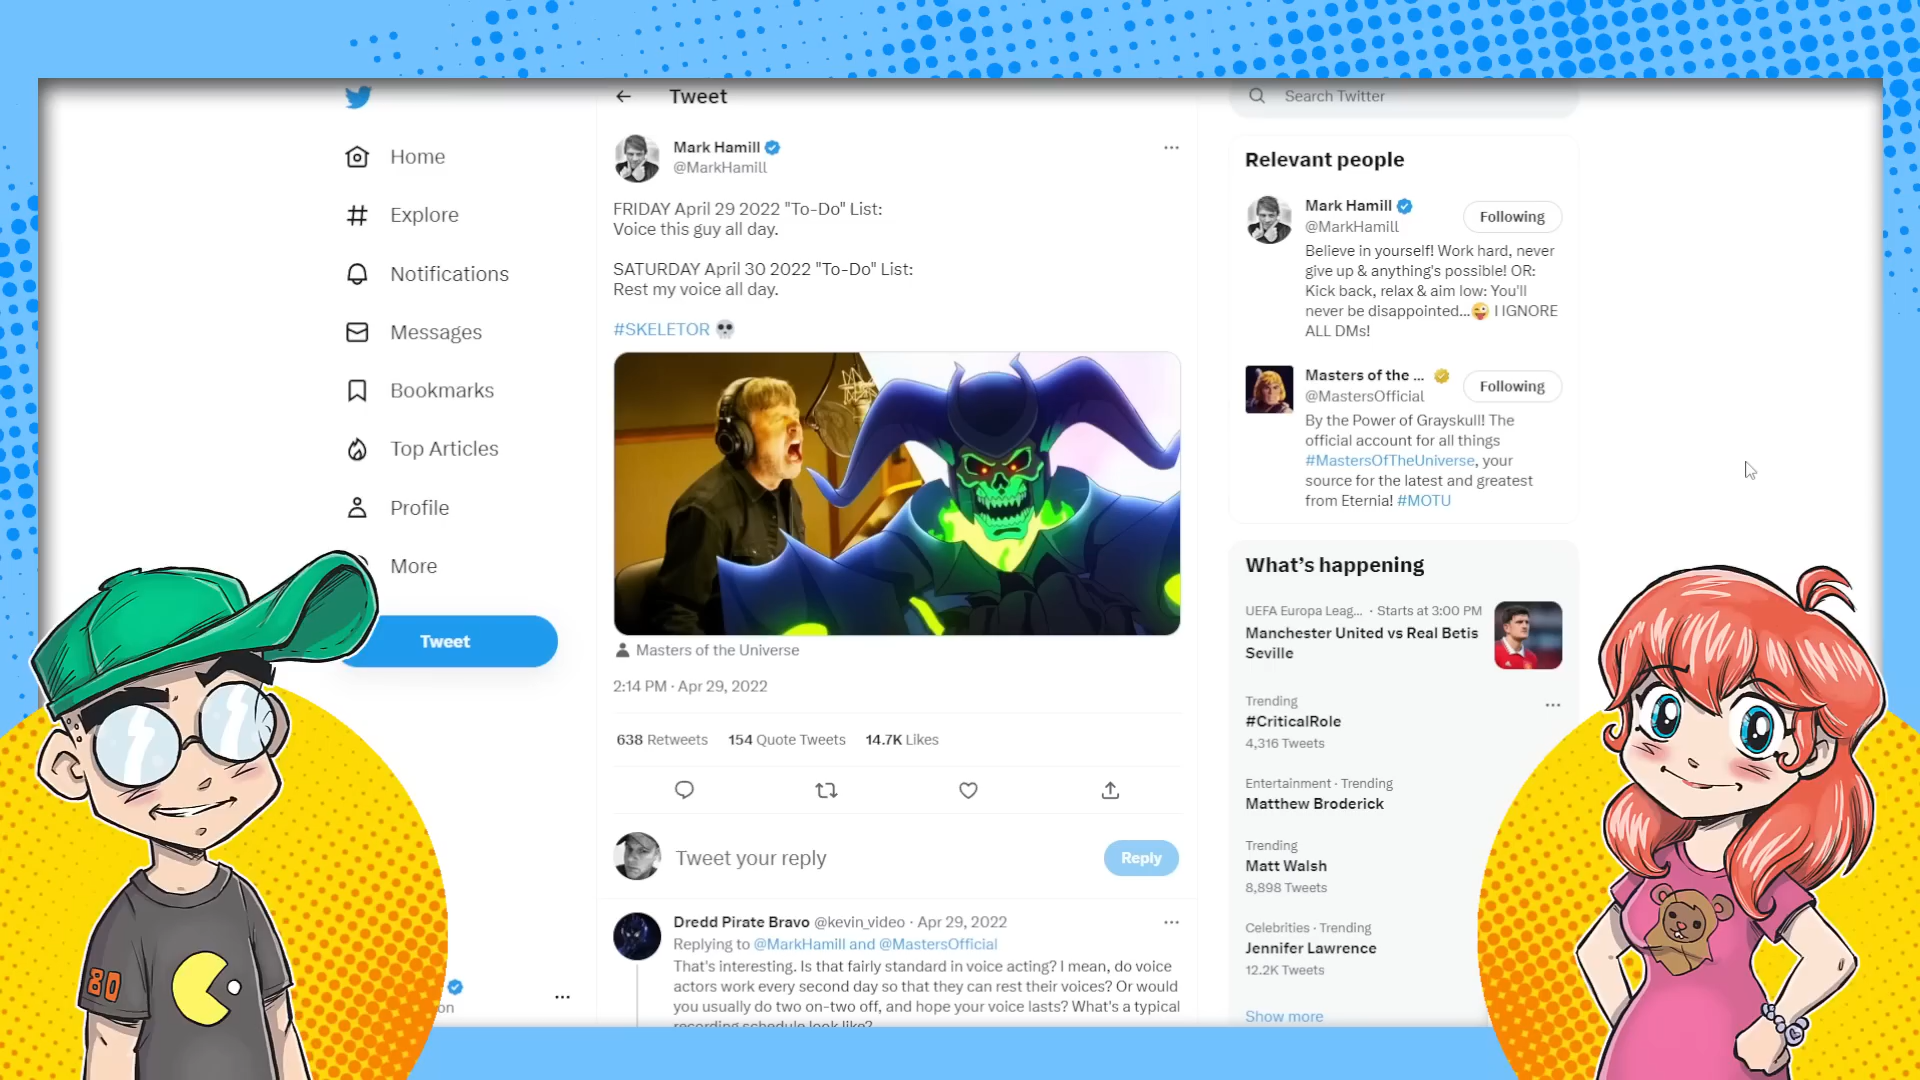 Tweet
Search Twitter
Home
Explore
Notifications
Messages
Bookmarks
Top Articles
Profile
More
Tweet
on
Mark Hamill
@MarkHamill
FRIDAY April 29 2022 "To-Do" List:
Voice this guy all day.
SATURDAY April 30 2022 "To-Do" List:
Rest my voice all day.
#SKELETOR
Masters of the Universe
2:14 PM · Apr 29, 2022
638 Retweets 154 Quote Tweets 14.7K Likes
Tweet your reply
Reply
Dredd Pirate Bravo @kevin_video · Apr 29, 2022
Replying to @MarkHamill and @MastersOfficial
That's interesting. Is that fairly standard in voice acting? I mean, do voice
actors work every second day so that they can rest their voices? Or would
you usually do two on-two off, and hope your voice lasts? What's a typical
recording schedule look like?
Relevant people
Mark Hamill
@MarkHamill
Following
Believe in yourself! Work hard, never
give up & anything's possible! OR:
Kick back, relax & aim low: You'll
never be disappointed... I IGNORE
ALL DMs!
Masters of the ...
@MastersOfficial
Following
By the Power of Grayskull! The
official account for all things
#MastersOfTheUniverse, your
source for the latest and greatest
from Eternia! #MOTU
What's happening
UEFA Europa Leag... · Starts at 3:00 PM
Manchester United vs Real Betis
Seville
Trending
#CriticalRole
4,316 Tweets
Entertainment · Trending
Matthew Broderick
Trending
Matt Walsh
8,898 Tweets
Celebrities · Trending
Jennifer Lawrence
12.2K Tweets
Show more
80